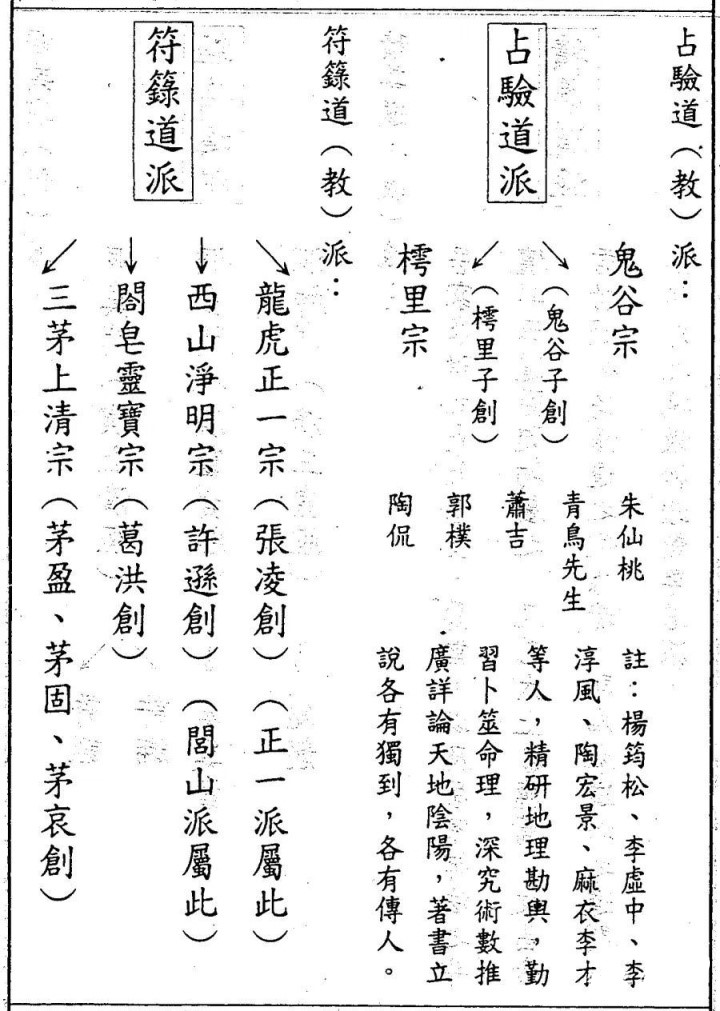 占驗道（教）派：
占驗道派
鬼谷宗
（鬼谷子創）
（樗里子創）
樗里宗
朱仙桃
青鳥先生
蕭吉
郭樸
陶侃
註：楊筠松、李虛中、李
淳風、陶宏景、麻衣李才
等人，精研地理勘輿，勤
習卜筮命理，深究術數推
廣詳論天地陰陽，著書立
說各有獨到，各有傳人。
符籙道（教）派：
符籙道派
龍虎正一宗（張凌創）（正一派屬此）
西山淨明宗（許遜創）（閭山派屬此）
閤皂靈寶宗（葛洪創）
三茅上清宗（茅盈、茅固、茅哀創）